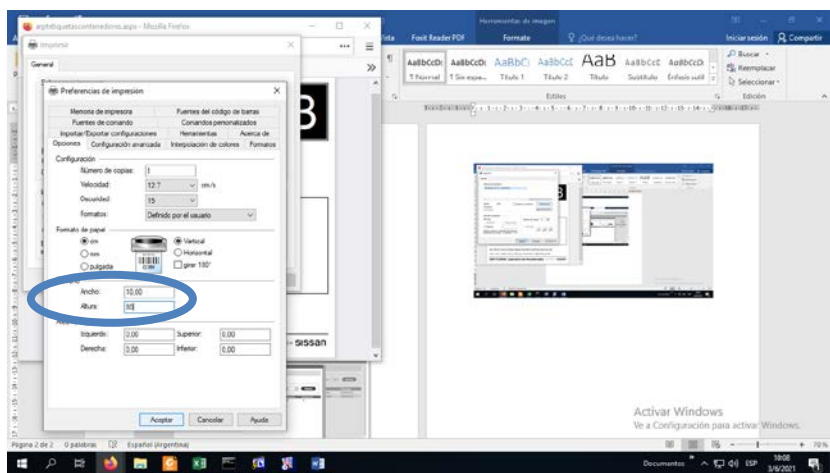 arphtetiquetascontenedores.aspx - Mozilla Firefox
Herramientas de imagen
Vista
Foxit Reader PDF
Formato
¿Qué desea hacer?
Iniciar sesión
Compartir
Imprimir
General
AaBbCcDc
AaBbCcDc
AaBbC
AaBbCcC
AaB
AaBbCcC
AaBbCcDc
¶ Normal
¶ Sin espa...
Título 1
Título 2
Título
Subtítulo
Énfasis sutil
Buscar
Reemplazar
Seleccionar
Estilos
Edición
Preferencias de impresión
Memoria de impresora
Fuentes del código de barras
Fuentes de comando
Comandos personalizados
Importar/Exportar configuraciones
Herramientas
Acerca de
Opciones
Configuración avanzada
Interpolación de colores
Formatos
Configuración
Número de copias:
1
Velocidad:
12.7
cm/s
Oscuridad:
15
Formatos:
Definido por el usuario
Formato de papel
cm
Vertical
mm
Horizontal
pulgada
girar 180°
Ancho:
10,00
Altura:
80
Izquierdo:
0,00
Superior:
0,00
Derecha:
0,00
Inferior:
0,00
Aceptar
Cancelar
Ayuda
SISSAN
Activar Windows
Ve a Configuración para activar Windows.
Página 2 de 2
0 palabras
Español (Argentina)
70%
Documentos
ESP
10:08
3/6/2021